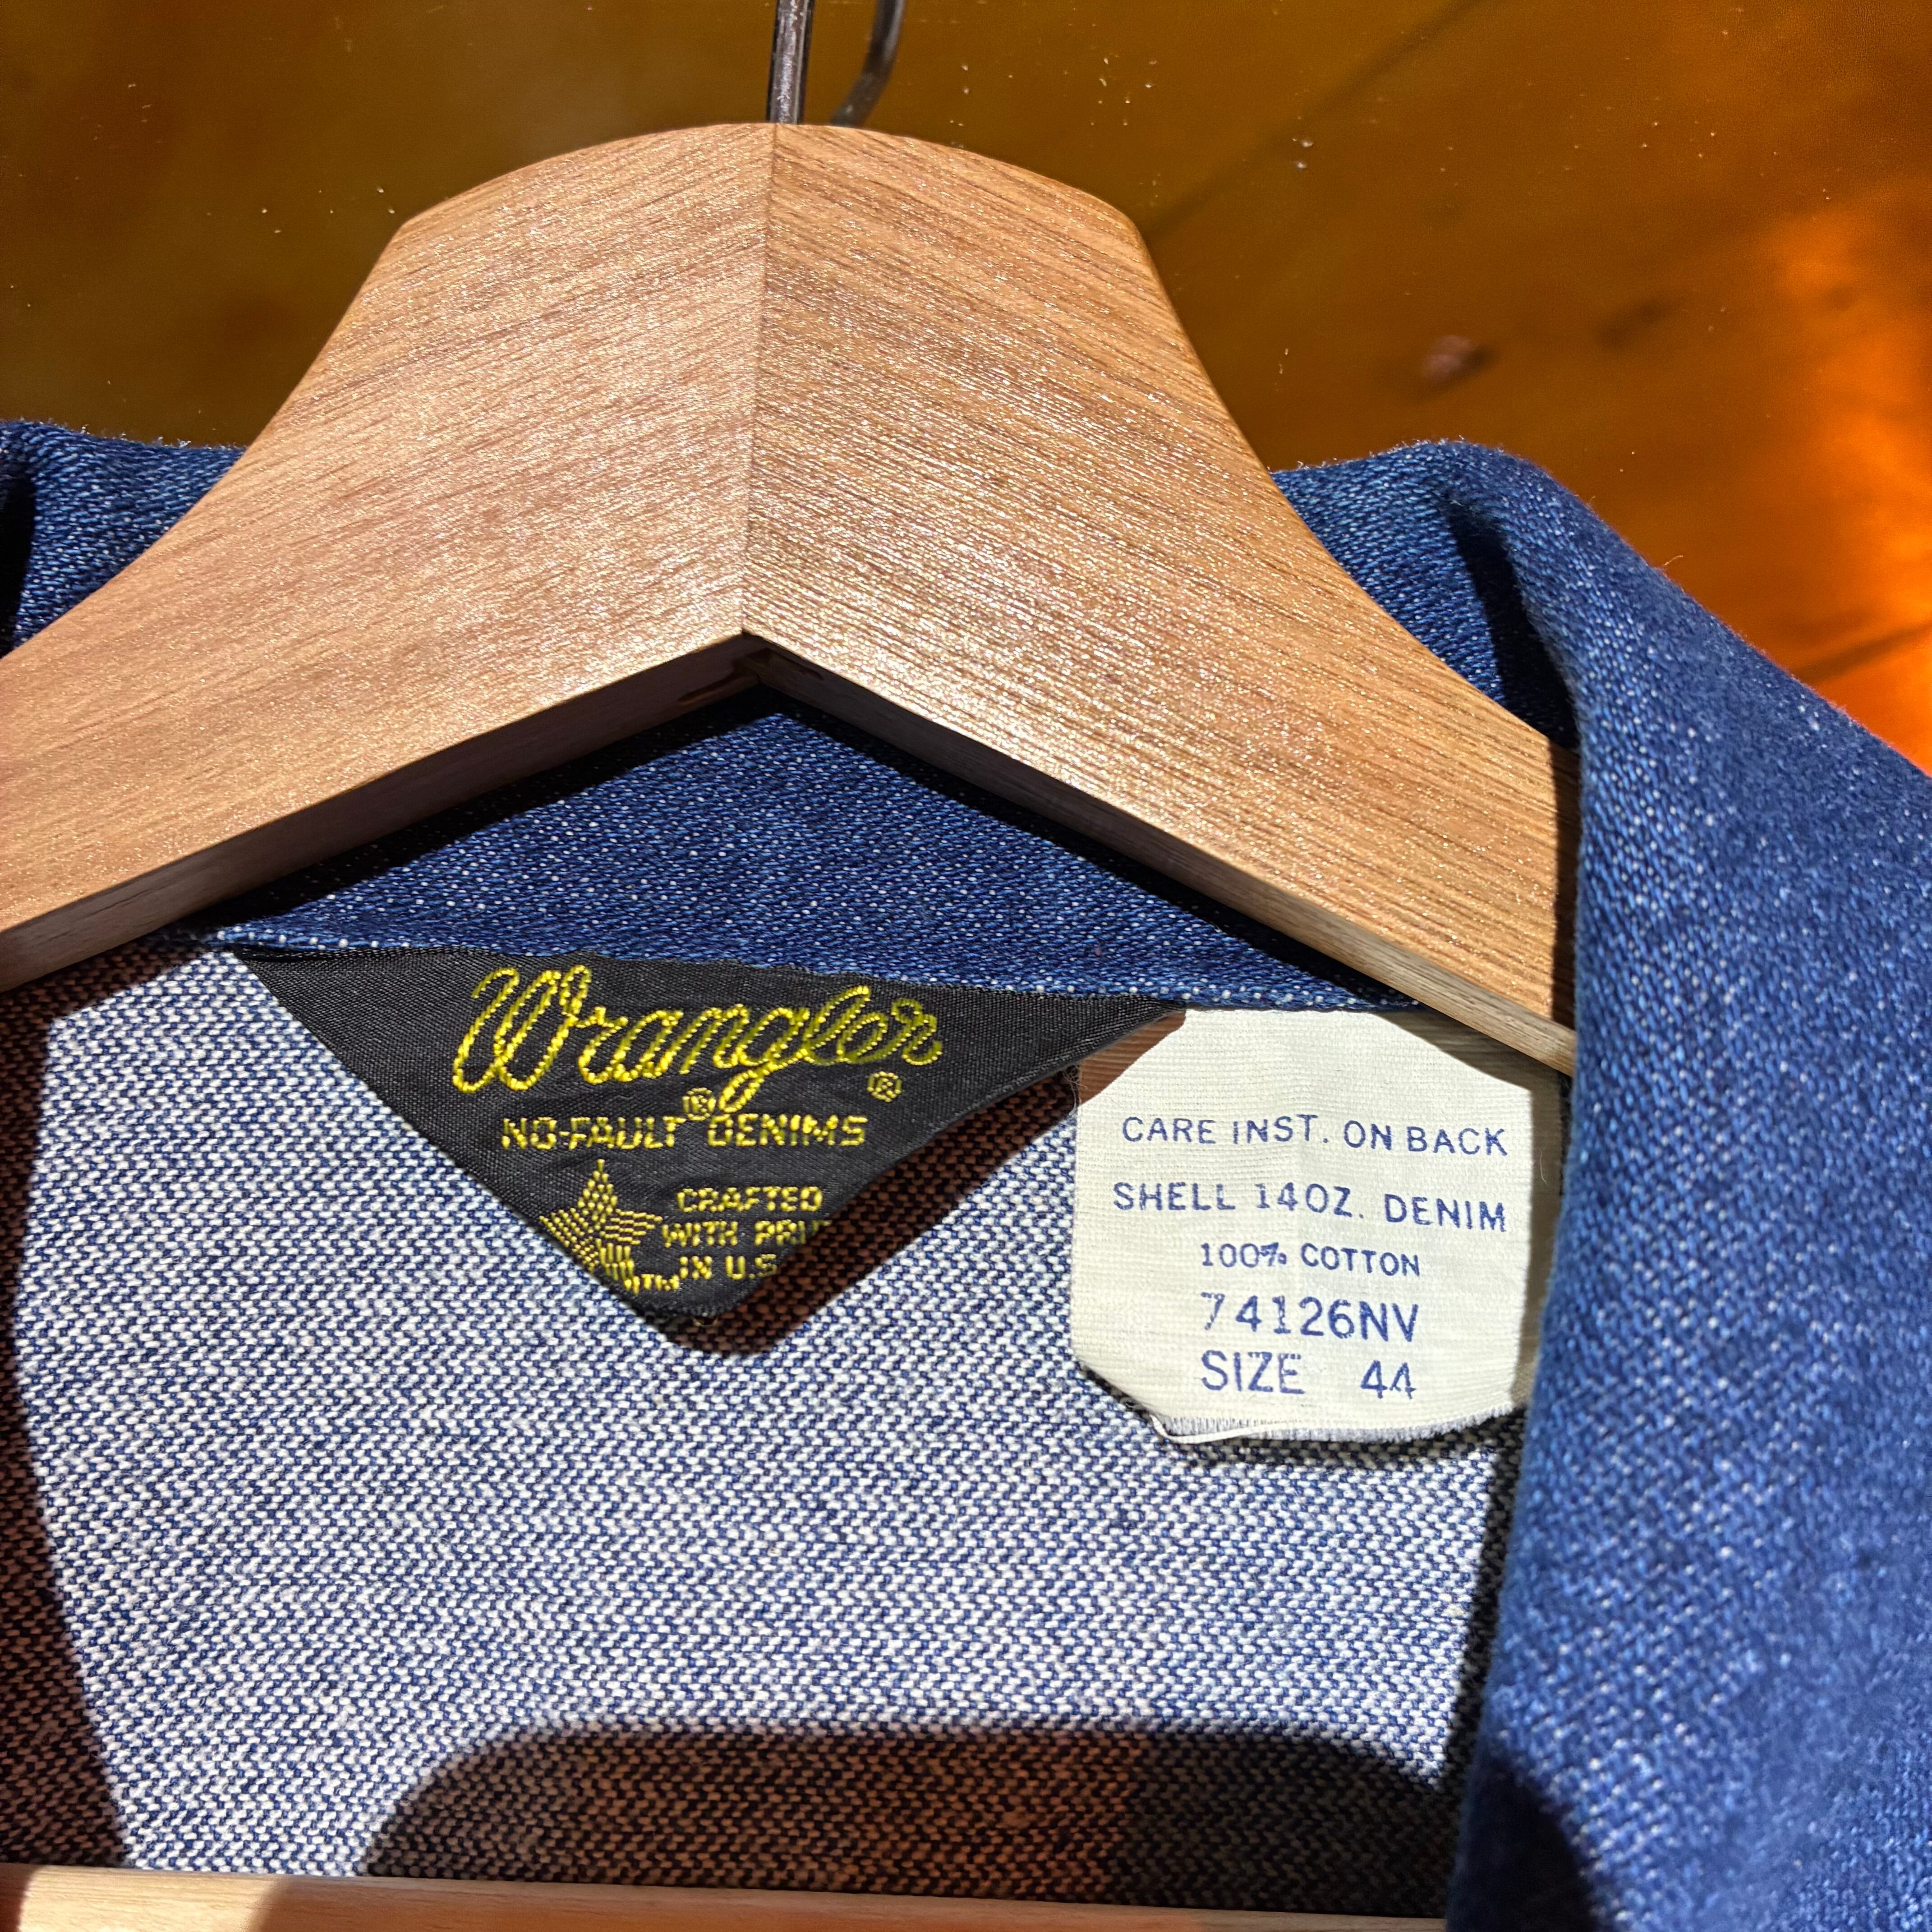 Wrangler®
NO-FAULT® DENIMS
CRAFTED
WITH
IN U.S
TM
CARE INST. ON BACK
SHELL 14OZ. DENIM
100% COTTON
74126NV
SIZE 44